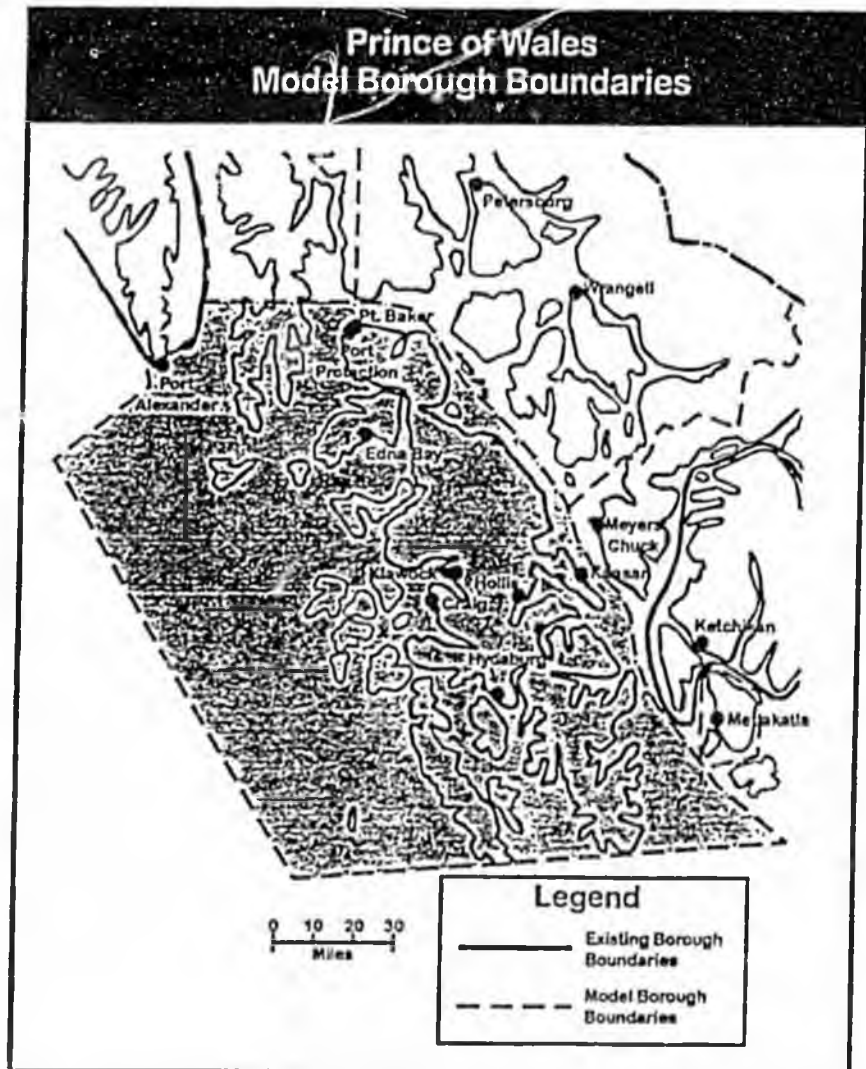 Prince of Wales
Model Borough Boundaries
Petersburg
Wrangell
Pt. Baker
Port
Protection
Port
Alexander
Edna Bay
Meyers
Chuck
Klawock
Hollis
Kasaan
Craig
Ketchikan
Hydaburg
Metlakatla
Legend
0 10 20 30
Miles
Existing Borough
Boundaries
Model Borough
Boundaries